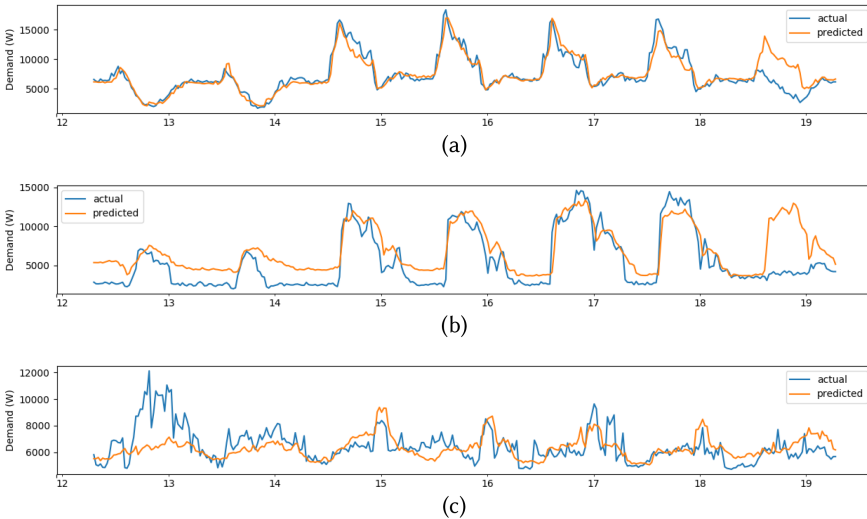 Demand (W)
15000
10000
5000
actual
predicted
12 13 14 15 16 17 18 19
(a)
Demand (W)
15000
10000
5000
actual
predicted
12 13 14 15 16 17 18 19
(b)
Demand (W)
12000
10000
8000
6000
actual
predicted
12 13 14 15 16 17 18 19
(c)